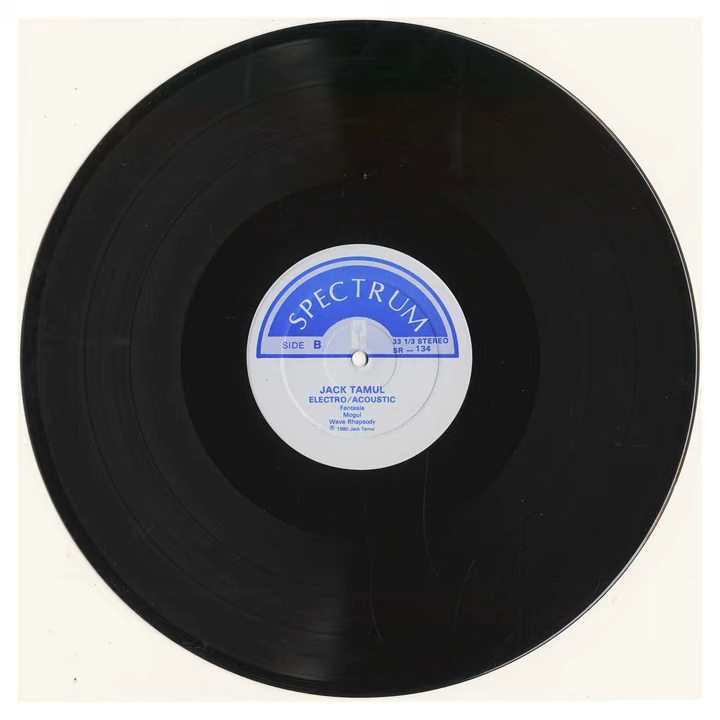 SPECTRUM
SIDE B
33 1/3 STEREO
SR — 134
JACK TAMUL
ELECTRO/ACOUSTIC
Fantasia
Mogul
Wave Rhapsody
℗ 1980 Jack Tamul